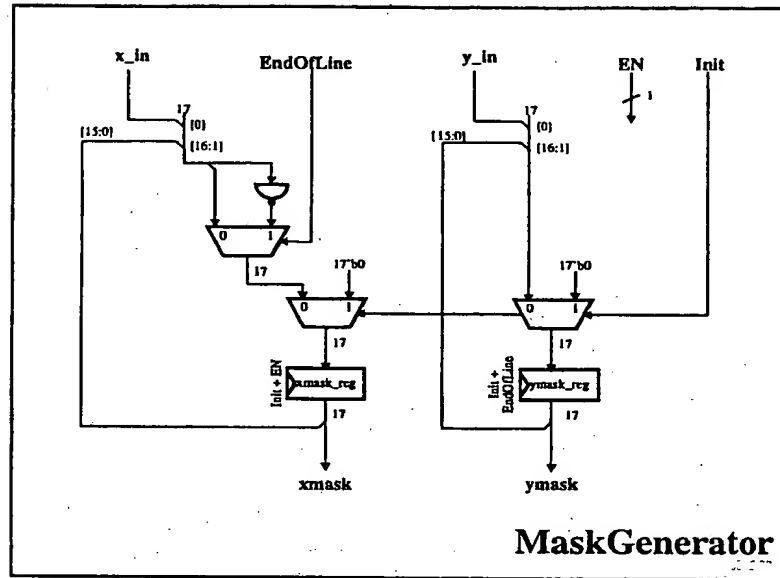 x_in
EndOfLine
y_in
EN
Init
17
{0}
[15:0]
[16:1]
17
{0}
[15:0]
[16:1]
1
0 1
17
17'b0
17'b0
0 1
0 1
17
17
Init + EN
xmask_reg
Init +
EndOfLine
ymask_reg
17
17
xmask
ymask
MaskGenerator